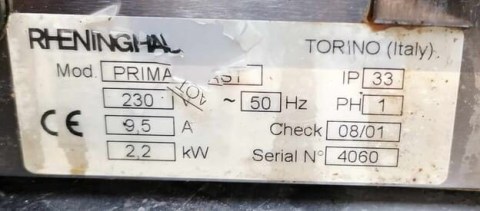 RHENINGHAL TORINO (Italy)
Mod. PRIMA IP 33
230 ~ 50 Hz PH 1
CE 9,5 A Check 08/01
2,2 kW Serial N° 4060